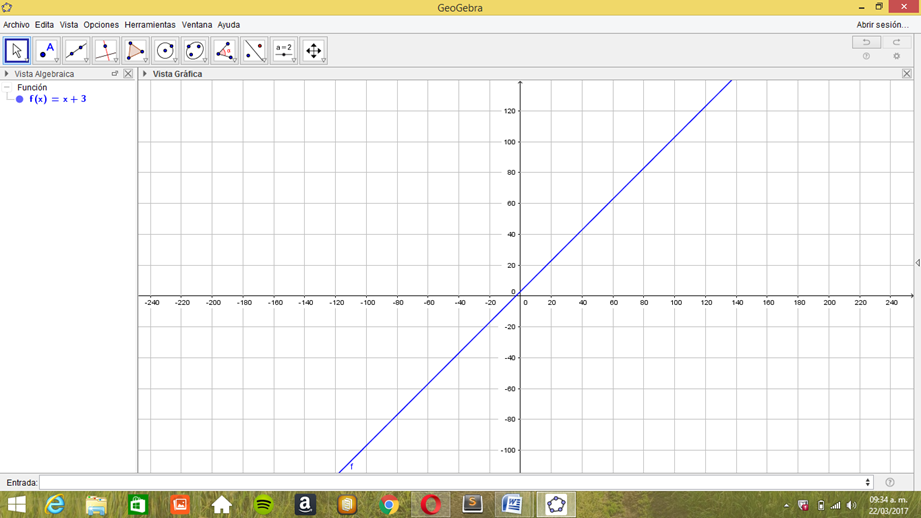 GeoGebra
Archivo Edita Vista Opciones Herramientas Ventana Ayuda Abrir sesión...
A α a = 2
Vista Algebraica Vista Gráfica
Función
f(x) = x + 3
120
100
80
60
40
20
0
-240 -220 -200 -180 -160 -140 -120 -100 -80 -60 -40 -20 0 20 40 60 80 100 120 140 160 180 200 220 240
-20
-40
-60
-80
-100
f
Entrada:
09:34 a. m.
22/03/2017